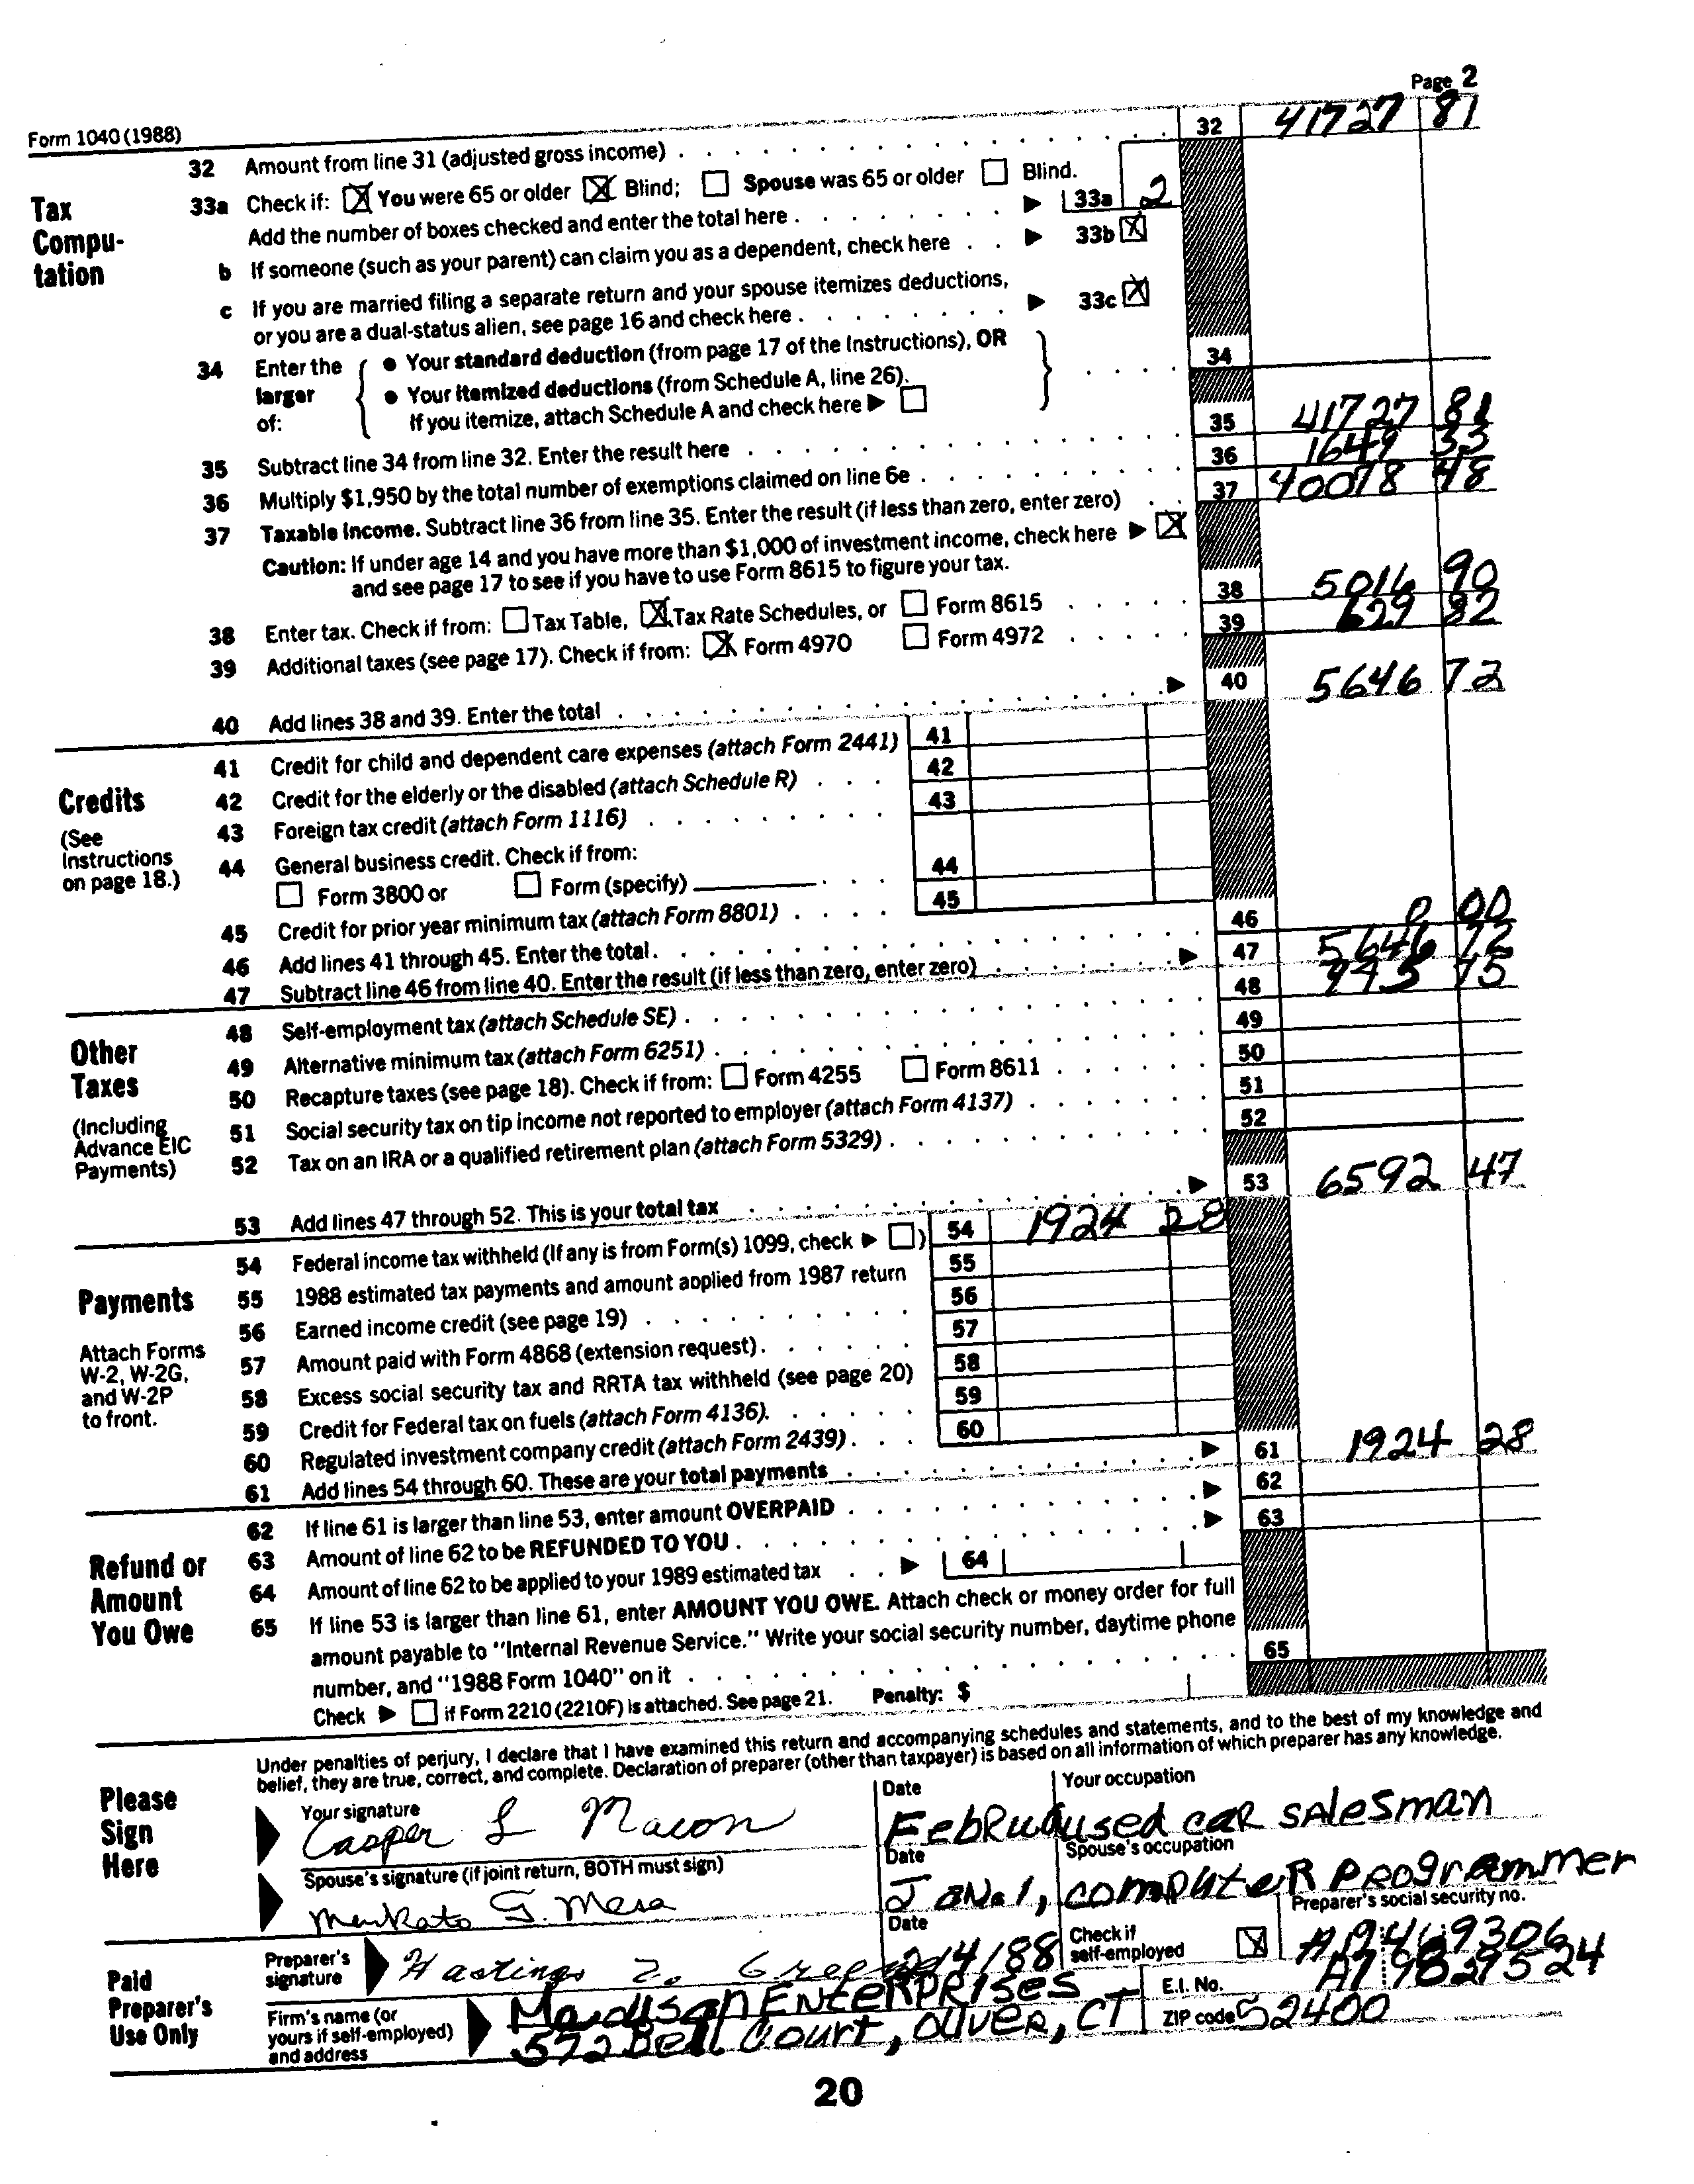 Page 2
Form 1040 (1988)
32 Amount from line 31 (adjusted gross income) 32 41727 81
Tax Compu-tation
33a Check if: ☒ You were 65 or older ☒ Blind; ☐ Spouse was 65 or older ☐ Blind.
Add the number of boxes checked and enter the total here 33a 2
b If someone (such as your parent) can claim you as a dependent, check here 33b ☒
c If you are married filing a separate return and your spouse itemizes deductions,
or you are a dual-status alien, see page 16 and check here 33c ☒
34 Enter the larger of: • Your standard deduction (from page 17 of the Instructions), OR 34
• Your itemized deductions (from Schedule A, line 26).
If you itemize, attach Schedule A and check here ▶ ☐
35 Subtract line 34 from line 32. Enter the result here 35 41727 81
36 Multiply $1,950 by the total number of exemptions claimed on line 6e 36 1649 33
37 Taxable income. Subtract line 36 from line 35. Enter the result (if less than zero, enter zero) 37 40078 48
Caution: If under age 14 and you have more than $1,000 of investment income, check here ▶ ☒
and see page 17 to see if you have to use Form 8615 to figure your tax.
38 Enter tax. Check if from: ☐ Tax Table, ☒ Tax Rate Schedules, or ☐ Form 8615 38 5016 90
39 Additional taxes (see page 17). Check if from: ☒ Form 4970 ☐ Form 4972 39 629 82
40 Add lines 38 and 39. Enter the total ▶ 40 5646 72
Credits
(See Instructions on page 18.)
41 Credit for child and dependent care expenses (attach Form 2441) 41
42 Credit for the elderly or the disabled (attach Schedule R) 42
43 Foreign tax credit (attach Form 1116) 43
44 General business credit. Check if from:
☐ Form 3800 or ☐ Form (specify) 44
45 Credit for prior year minimum tax (attach Form 8801) 45
46 Add lines 41 through 45. Enter the total 46 0 00
47 Subtract line 46 from line 40. Enter the result (if less than zero, enter zero) ▶ 47 5646 72
Other Taxes
(Including Advance EIC Payments)
48 Self-employment tax (attach Schedule SE) 48 75
49 Alternative minimum tax (attach Form 6251) 49
50 Recapture taxes (see page 18). Check if from: ☐ Form 4255 ☐ Form 8611 50
51 Social security tax on tip income not reported to employer (attach Form 4137) 51
52 Tax on an IRA or a qualified retirement plan (attach Form 5329) 52
53 Add lines 47 through 52. This is your total tax ▶ 53 6592 47
Payments
Attach Forms W-2, W-2G, and W-2P to front.
54 Federal income tax withheld (If any is from Form(s) 1099, check ▶ ☐) 54 1924 28
55 1988 estimated tax payments and amount applied from 1987 return 55
56 Earned income credit (see page 19) 56
57 Amount paid with Form 4868 (extension request) 57
58 Excess social security tax and RRTA tax withheld (see page 20) 58
59 Credit for Federal tax on fuels (attach Form 4136) 59
60 Regulated investment company credit (attach Form 2439) 60
61 Add lines 54 through 60. These are your total payments ▶ 61 1924 28
Refund or Amount You Owe
62 If line 61 is larger than line 53, enter amount OVERPAID ▶ 62
63 Amount of line 62 to be REFUNDED TO YOU ▶ 63
64 Amount of line 62 to be applied to your 1989 estimated tax ▶ 64
65 If line 53 is larger than line 61, enter AMOUNT YOU OWE. Attach check or money order for full
amount payable to "Internal Revenue Service." Write your social security number, daytime phone
number, and "1988 Form 1040" on it 65
Check ▶ ☐ if Form 2210 (2210F) is attached. See page 21. Penalty: $
Under penalties of perjury, I declare that I have examined this return and accompanying schedules and statements, and to the best of my knowledge and
belief, they are true, correct, and complete. Declaration of preparer (other than taxpayer) is based on all information of which preparer has any knowledge.
Please Sign Here
Your signature Date Your occupation
Casper L Macon used car salesman
Spouse's signature (if joint return, BOTH must sign) Date Spouse's occupation
G. Mesa Jan. 1, computer programmer
Paid Preparer's Use Only
Preparer's signature Date Check if self-employed ☒ Preparer's social security no.
Hastings 2/4/88
Firm's name (or yours if self-employed) and address Madison Enterprises E.I. No.
572 Bell Court, Oliver, CT ZIP code 52400
20